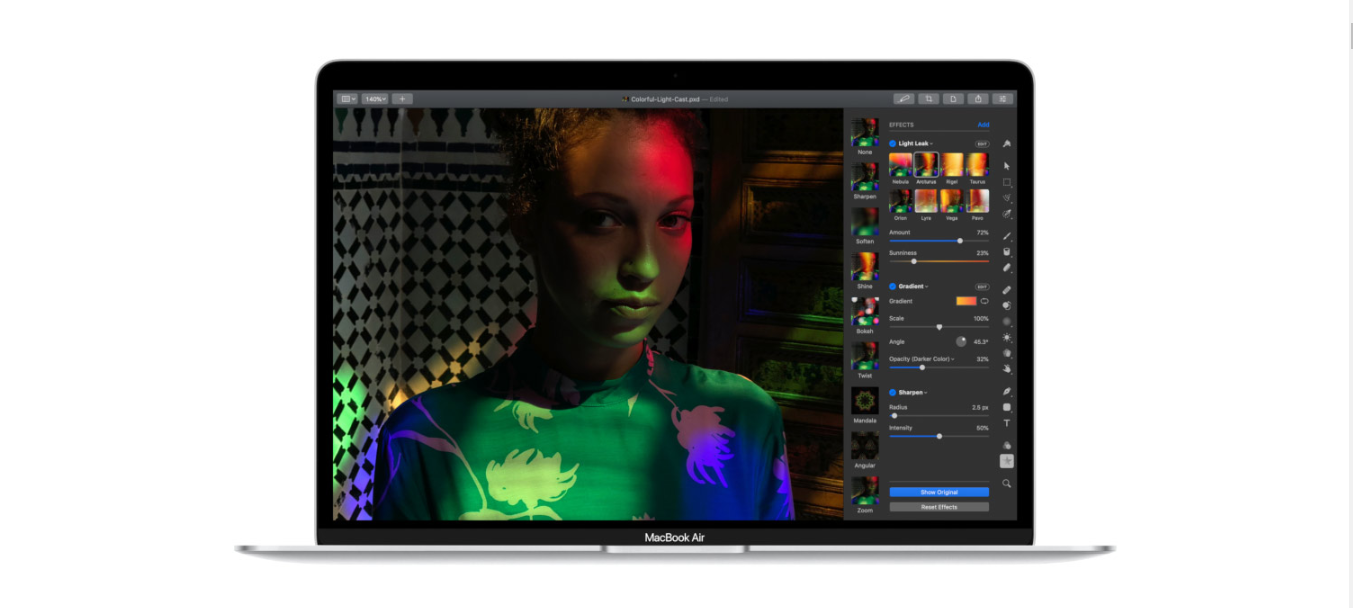 140%
Colorful-Light-Cast.pxd — Edited
None
Sharpen
Soften
Shine
Bokeh
Twist
Mandala
Angular
Zoom
EFFECTS Add
Light Leak EDIT
Nebula Arcturus Rigel Taurus
Orion Lyra Vega Pavo
Amount 72%
Sunniness 23%
Gradient EDIT
Gradient
Scale 100%
Angle 45.3°
Opacity (Darker Color) 32%
Sharpen
Radius 2.5 px
Intensity 50%
Show Original
Reset Effects
T
MacBook Air